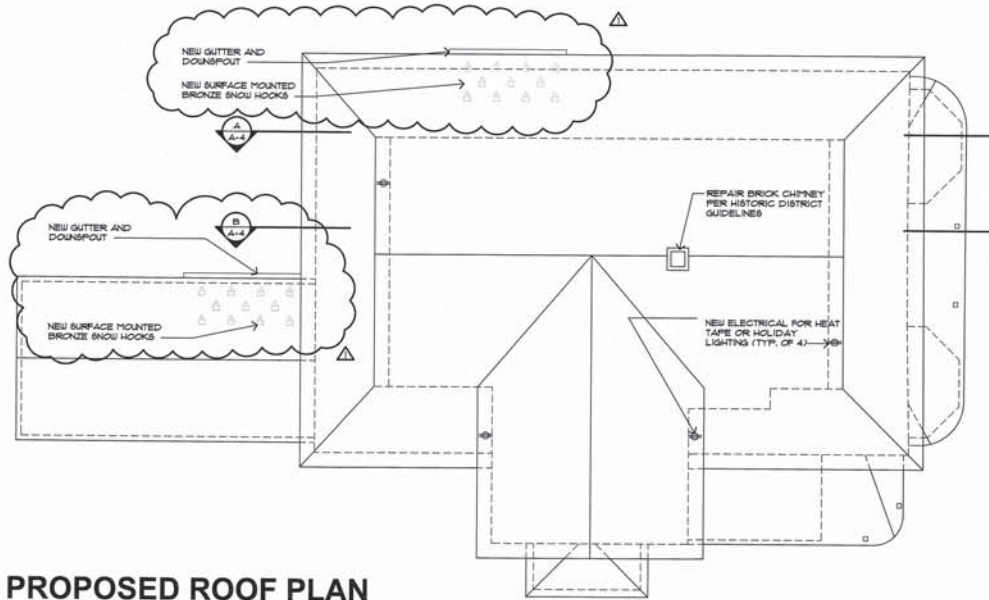 1
NEW GUTTER AND
DOWNSPOUT
NEW SURFACE MOUNTED
BRONZE SNOW HOOKS
A
A-4
REPAIR BRICK CHIMNEY
PER HISTORIC DISTRICT
GUIDELINES
B
A-4
NEW GUTTER AND
DOWNSPOUT
NEW SURFACE MOUNTED
BRONZE SNOW HOOKS
NEW ELECTRICAL FOR HEAT
TAPE OR HOLIDAY
LIGHTING (TYP. OF 4)
1
PROPOSED ROOF PLAN